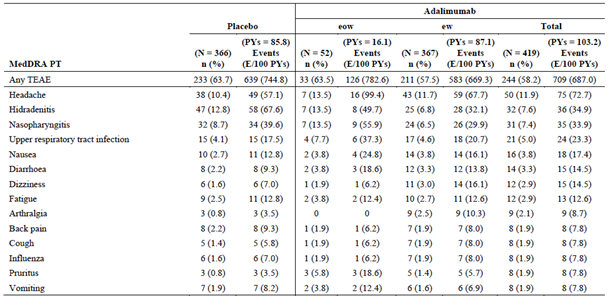 Adalimumab
Placebo eow ew Total
(PYs = 85.8) (PYs = 16.1) (PYs = 87.1) (PYs = 103.2)
(N = 366) Events (N = 52) Events (N = 367) Events (N = 419) Events
MedDRA PT n (%) (E/100 PYs) n (%) (E/100 PYs) n (%) (E/100 PYs) n (%) (E/100 PYs)
Any TEAE 233 (63.7) 639 (744.8) 33 (63.5) 126 (782.6) 211 (57.5) 583 (669.3) 244 (58.2) 709 (687.0)
Headache 38 (10.4) 49 (57.1) 7 (13.5) 16 (99.4) 43 (11.7) 59 (67.7) 50 (11.9) 75 (72.7)
Hidradenitis 47 (12.8) 58 (67.6) 7 (13.5) 8 (49.7) 25 (6.8) 28 (32.1) 32 (7.6) 36 (34.9)
Nasopharyngitis 32 (8.7) 34 (39.6) 7 (13.5) 9 (55.9) 24 (6.5) 26 (29.9) 31 (7.4) 35 (33.9)
Upper respiratory tract infection 15 (4.1) 15 (17.5) 4 (7.7) 6 (37.3) 17 (4.6) 18 (20.7) 21 (5.0) 24 (23.3)
Nausea 10 (2.7) 11 (12.8) 2 (3.8) 4 (24.8) 14 (3.8) 14 (16.1) 16 (3.8) 18 (17.4)
Diarrhoea 8 (2.2) 8 (9.3) 2 (3.8) 3 (18.6) 12 (3.3) 12 (13.8) 14 (3.3) 15 (14.5)
Dizziness 6 (1.6) 6 (7.0) 1 (1.9) 1 (6.2) 11 (3.0) 14 (16.1) 12 (2.9) 15 (14.5)
Fatigue 9 (2.5) 11 (12.8) 2 (3.8) 2 (12.4) 10 (2.7) 11 (12.6) 12 (2.9) 13 (12.6)
Arthralgia 3 (0.8) 3 (3.5) 0 0 9 (2.5) 9 (10.3) 9 (2.1) 9 (8.7)
Back pain 8 (2.2) 8 (9.3) 1 (1.9) 1 (6.2) 7 (1.9) 7 (8.0) 8 (1.9) 8 (7.8)
Cough 5 (1.4) 5 (5.8) 1 (1.9) 1 (6.2) 7 (1.9) 7 (8.0) 8 (1.9) 8 (7.8)
Influenza 6 (1.6) 6 (7.0) 1 (1.9) 1 (6.2) 7 (1.9) 7 (8.0) 8 (1.9) 8 (7.8)
Pruritus 3 (0.8) 3 (3.5) 3 (5.8) 3 (18.6) 5 (1.4) 5 (5.7) 8 (1.9) 8 (7.8)
Vomiting 7 (1.9) 7 (8.2) 2 (3.8) 2 (12.4) 6 (1.6) 6 (6.9) 8 (1.9) 8 (7.8)